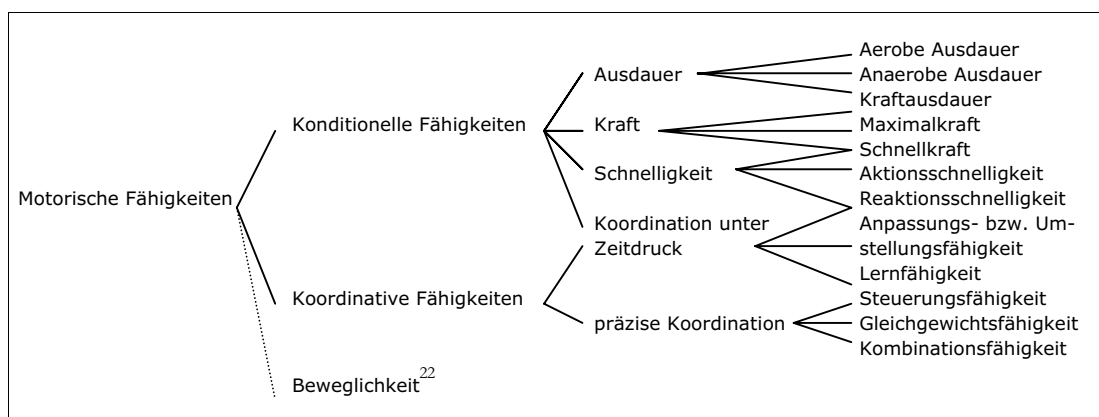 Motorische Fähigkeiten
Konditionelle Fähigkeiten
Koordinative Fähigkeiten
Beweglichkeit22
Ausdauer
Kraft
Schnelligkeit
Koordination unter
Zeitdruck
präzise Koordination
Aerobe Ausdauer
Anaerobe Ausdauer
Kraftausdauer
Maximalkraft
Schnellkraft
Aktionsschnelligkeit
Reaktionsschnelligkeit
Anpassungs- bzw. Um-
stellungsfähigkeit
Lernfähigkeit
Steuerungsfähigkeit
Gleichgewichtsfähigkeit
Kombinationsfähigkeit